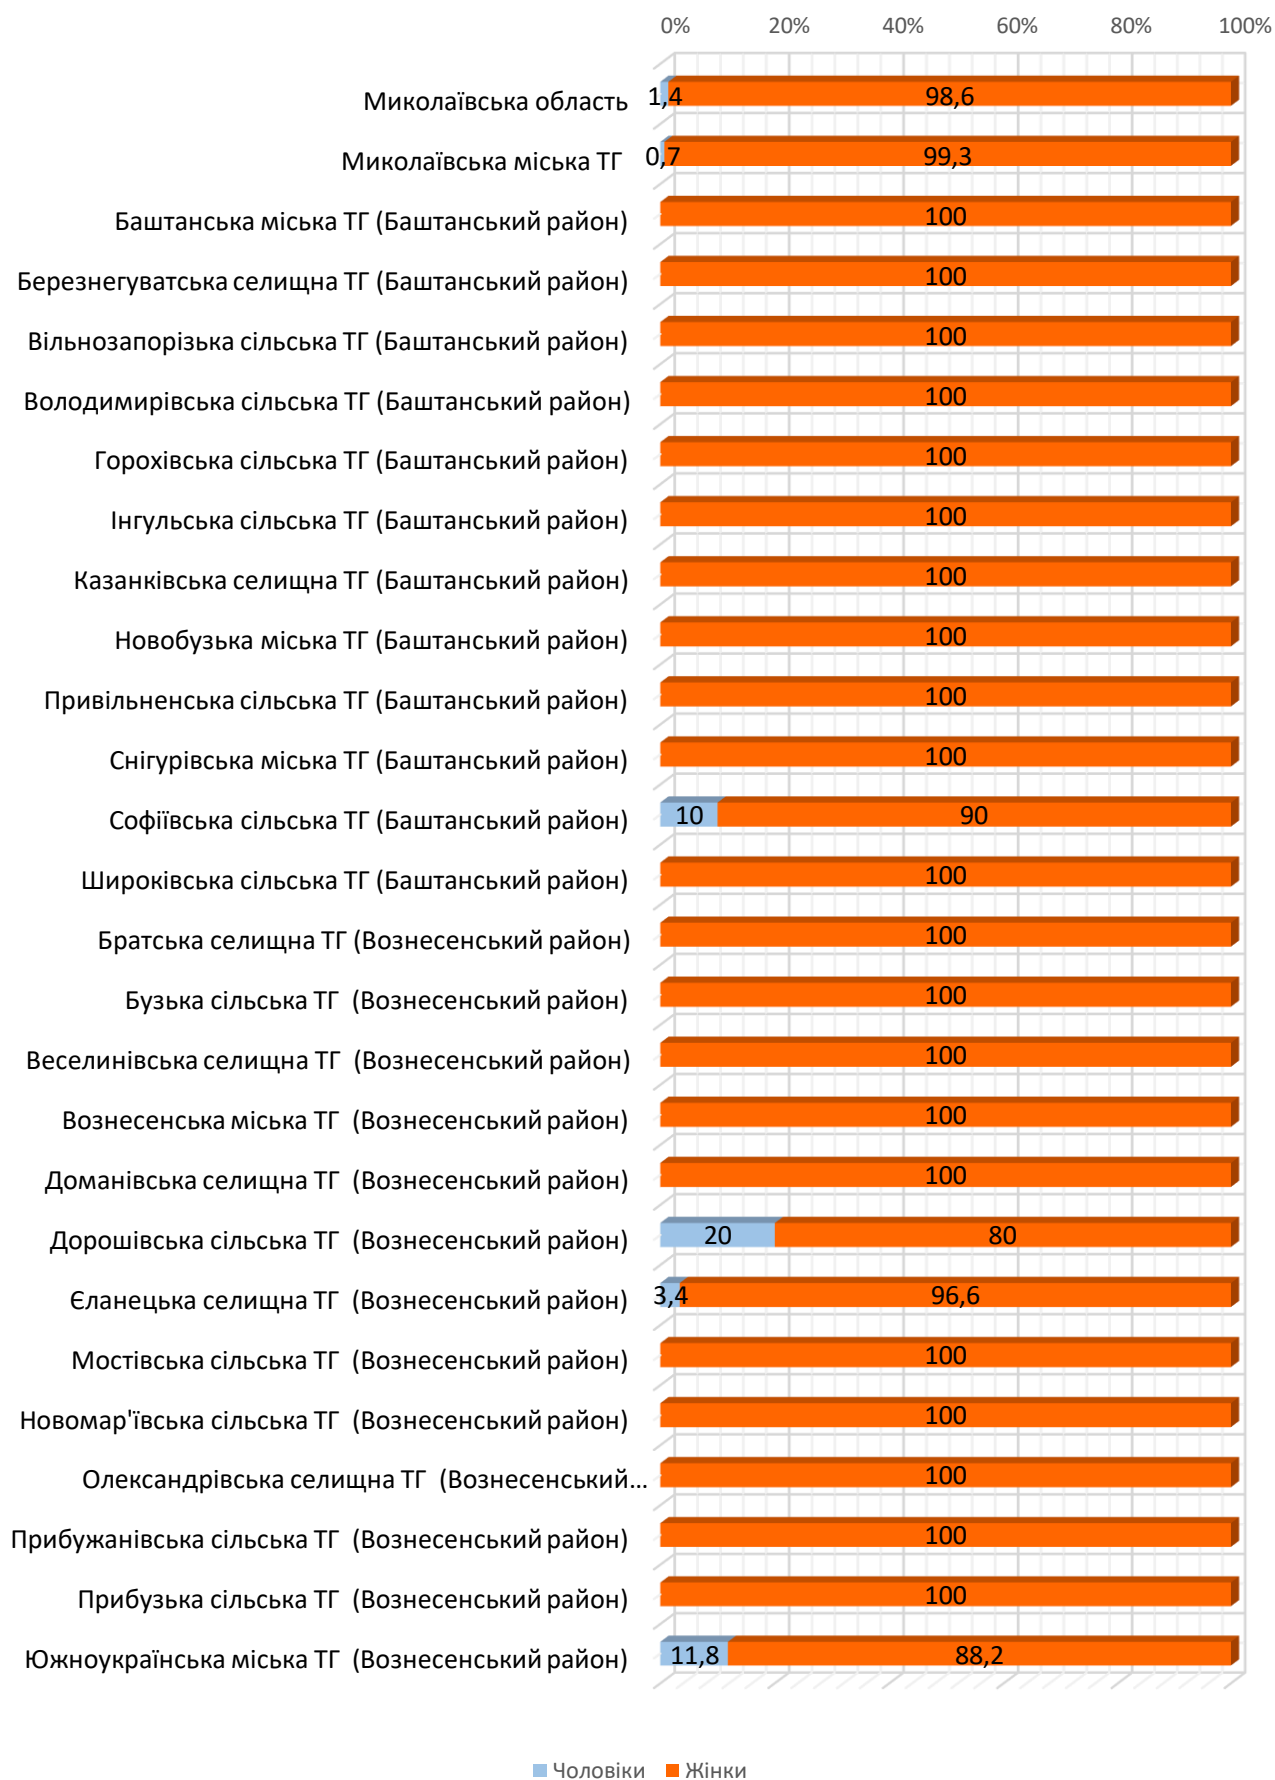 0% 20% 40% 60% 80% 100%
Миколаївська область 1,4 98,6
Миколаївська міська ТГ 0,7 99,3
Баштанська міська ТГ (Баштанський район) 100
Березнегуватська селищна ТГ (Баштанський район) 100
Вільнозапорізька сільська ТГ (Баштанський район) 100
Володимирівська сільська ТГ (Баштанський район) 100
Горохівська сільська ТГ (Баштанський район) 100
Інгульська сільська ТГ (Баштанський район) 100
Казанківська селищна ТГ (Баштанський район) 100
Новобузька міська ТГ (Баштанський район) 100
Привільненська сільська ТГ (Баштанський район) 100
Снігурівська міська ТГ (Баштанський район) 100
Софіївська сільська ТГ (Баштанський район) 10 90
Широківська сільська ТГ (Баштанський район) 100
Братська селищна ТГ (Вознесенський район) 100
Бузька сільська ТГ (Вознесенський район) 100
Веселинівська селищна ТГ (Вознесенський район) 100
Вознесенська міська ТГ (Вознесенський район) 100
Доманівська селищна ТГ (Вознесенський район) 100
Дорошівська сільська ТГ (Вознесенський район) 20 80
Єланецька селищна ТГ (Вознесенський район) 3,4 96,6
Мостівська сільська ТГ (Вознесенський район) 100
Новомар'ївська сільська ТГ (Вознесенський район) 100
Олександрівська селищна ТГ (Вознесенський... 100
Прибужанівська сільська ТГ (Вознесенський район) 100
Прибузька сільська ТГ (Вознесенський район) 100
Южноукраїнська міська ТГ (Вознесенський район) 11,8 88,2
Чоловіки Жінки